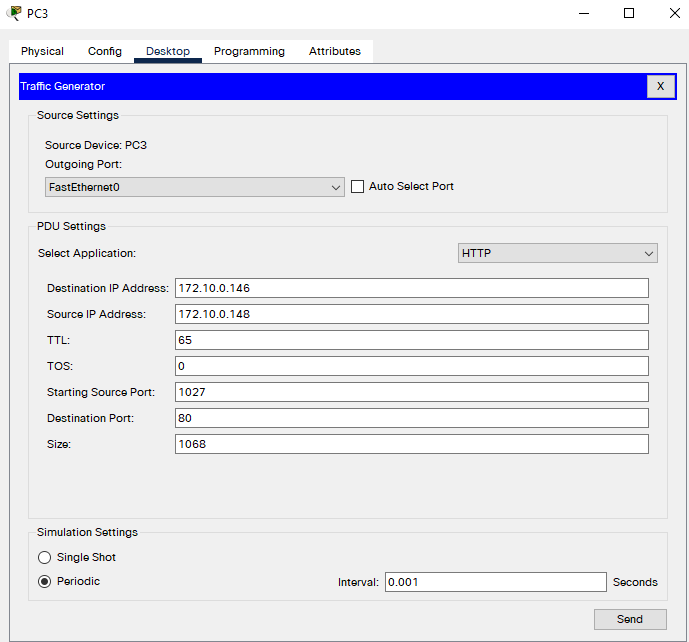 PC3
Physical Config Desktop Programming Attributes
Traffic Generator X
Source Settings
Source Device: PC3
Outgoing Port:
FastEthernet0 Auto Select Port
PDU Settings
Select Application: HTTP
Destination IP Address: 172.10.0.146
Source IP Address: 172.10.0.148
TTL: 65
TOS: 0
Starting Source Port: 1027
Destination Port: 80
Size: 1068
Simulation Settings
Single Shot
Periodic Interval: 0.001 Seconds
Send